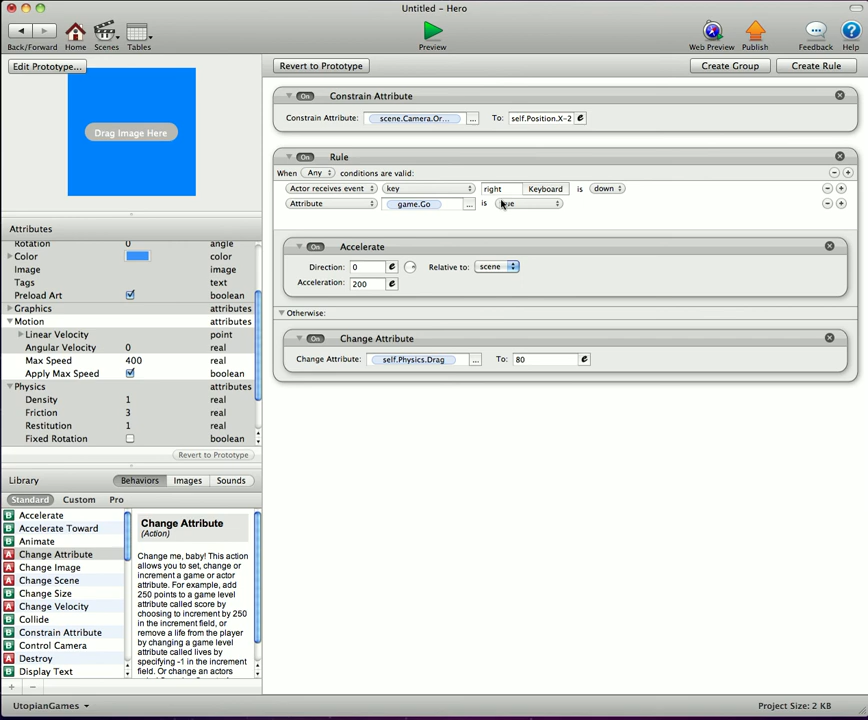 Untitled - Hero
Back/Forward Home Scenes Tables Preview Web Preview Publish Feedback Help
Edit Prototype... Revert to Prototype Create Group Create Rule
Drag Image Here
Attributes
Rotation 0 angle
Color color
Image image
Tags text
Preload Art boolean
Graphics attributes
Motion attributes
Linear Velocity point
Angular Velocity 0 real
Max Speed 400 real
Apply Max Speed boolean
Physics attributes
Density 1 real
Friction 3 real
Restitution 1 real
Fixed Rotation boolean
Revert to Prototype
Library Behaviors Images Sounds
Standard Custom Pro
B Accelerate
B Accelerate Toward
B Animate
A Change Attribute
A Change Image
A Change Scene
B Change Size
A Change Velocity
B Collide
B Constrain Attribute
B Control Camera
A Destroy
B Display Text
Change Attribute
(Action)
Change me, baby! This action
allows you to set, change or
increment a game or actor
attribute. For example, add
250 points to a game level
attribute called score by
choosing to increment by 250
in the increment field, or
remove a life from the player
by changing a game level
attribute called lives by
specifying -1 in the increment
field. Or change an actors
On Constrain Attribute
Constrain Attribute: scene.Camera.Or... ... To: self.Position.X-2 e
On Rule
When Any conditions are valid:
Actor receives event key right Keyboard is down
Attribute game.Go ... is
On Accelerate
Direction: 0 e Relative to: scene
Acceleration: 200 e
Otherwise:
On Change Attribute
Change Attribute: self.Physics.Drag ... To: 80 e
UtopianGames Project Size: 2 KB